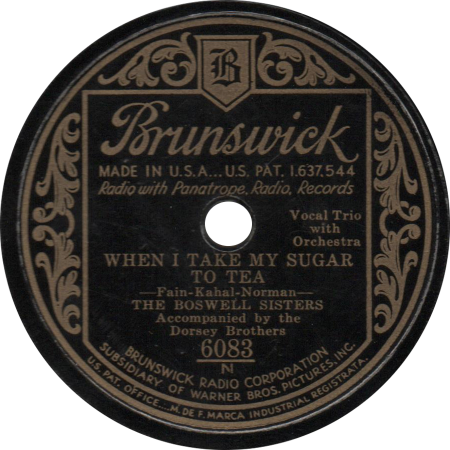 B
Brunswick
MADE IN U.S.A...U.S. PAT. 1,637,544
Radio with Panatrope, Radio, Records
Vocal Trio
with
Orchestra
WHEN I TAKE MY SUGAR
TO TEA
—Fain-Kahal-Norman—
THE BOSWELL SISTERS
Accompanied by the
Dorsey Brothers
6083
N
BRUNSWICK RADIO CORPORATION
SUBSIDIARY OF WARNER BROS. PICTURES, INC.
U.S. PAT. OFFICE....M. DE F. MARCA INDUSTRIAL REGISTRATA.